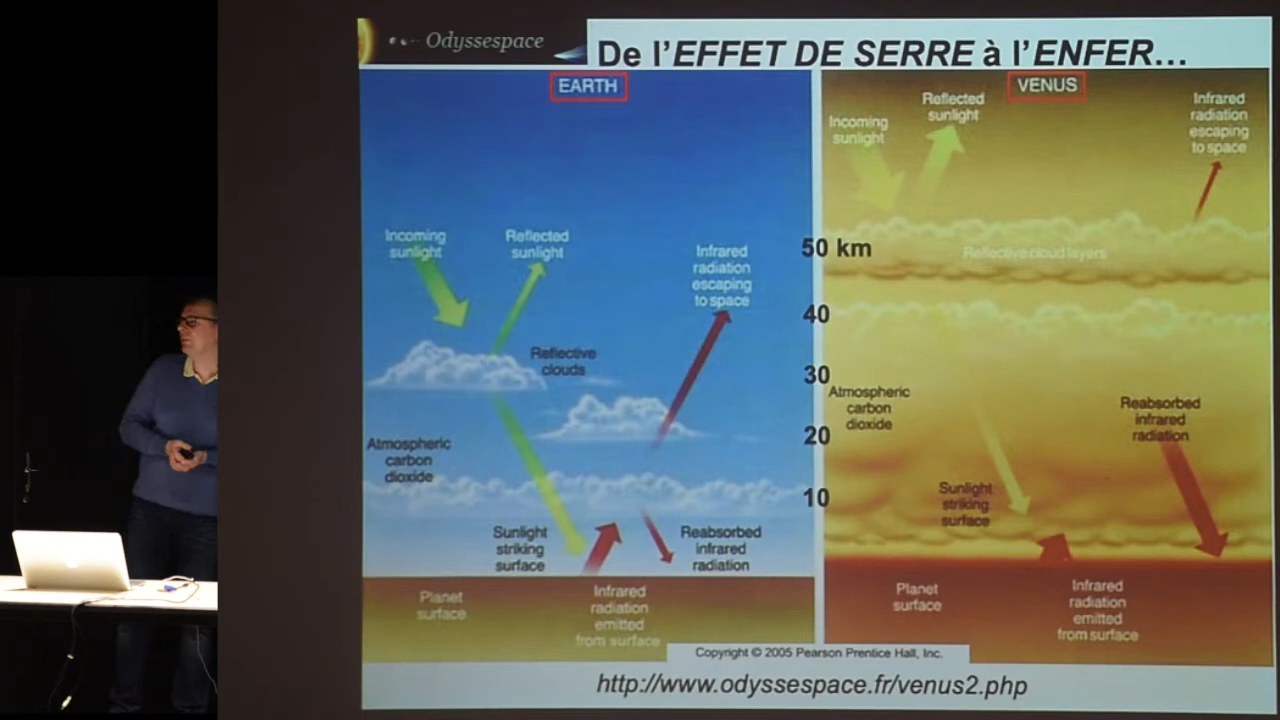 Odyssespace
De l'EFFET DE SERRE à l'ENFER...
EARTH
Incoming
sunlight
Reflected
sunlight
Infrared
radiation
escaping
to space
Reflective
clouds
Atmospheric
carbon
dioxide
Sunlight
striking
surface
Reabsorbed
infrared
radiation
Planet
surface
Infrared
radiation
emitted
from surface
50 km
40
30
20
10
VENUS
Incoming
sunlight
Reflected
sunlight
Infrared
radiation
escaping
to space
Reflective cloud layers
Atmospheric
carbon
dioxide
Reabsorbed
infrared
radiation
Sunlight
striking
surface
Planet
surface
Infrared
radiation
emitted
from surface
Copyright © 2005 Pearson Prentice Hall, Inc.
http://www.odyssespace.fr/venus2.php